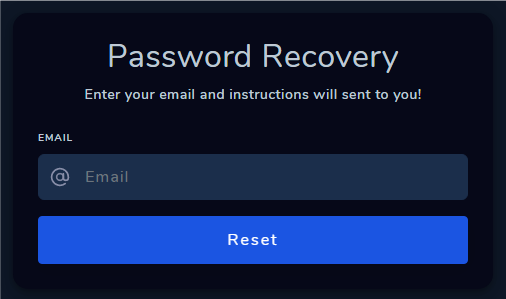 Password Recovery
Enter your email and instructions will sent to you!
EMAIL
@ Email
Reset